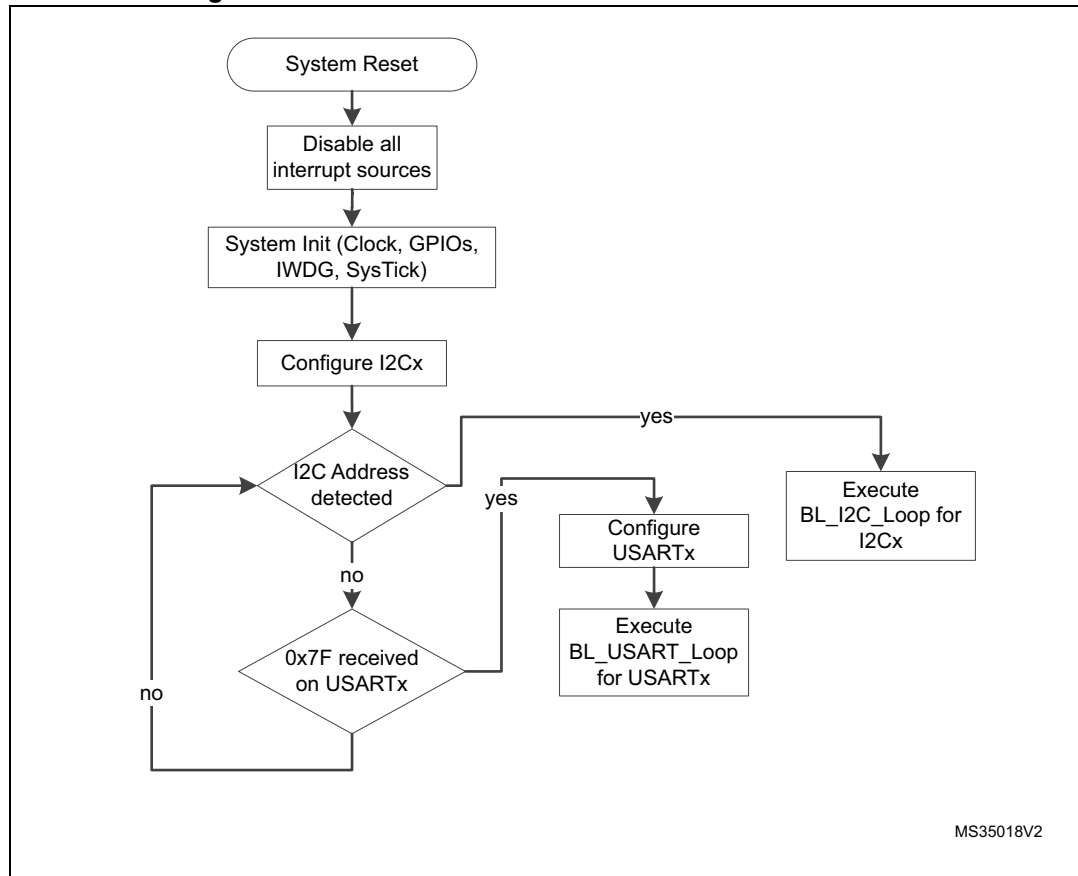 System Reset
Disable all
interrupt sources
System Init (Clock, GPIOs,
IWDG, SysTick)
Configure I2Cx
yes
I2C Address
detected
yes
Execute
BL_I2C_Loop for
I2Cx
Configure
USARTx
no
Execute
BL_USART_Loop
for USARTx
0x7F received
on USARTx
no
MS35018V2